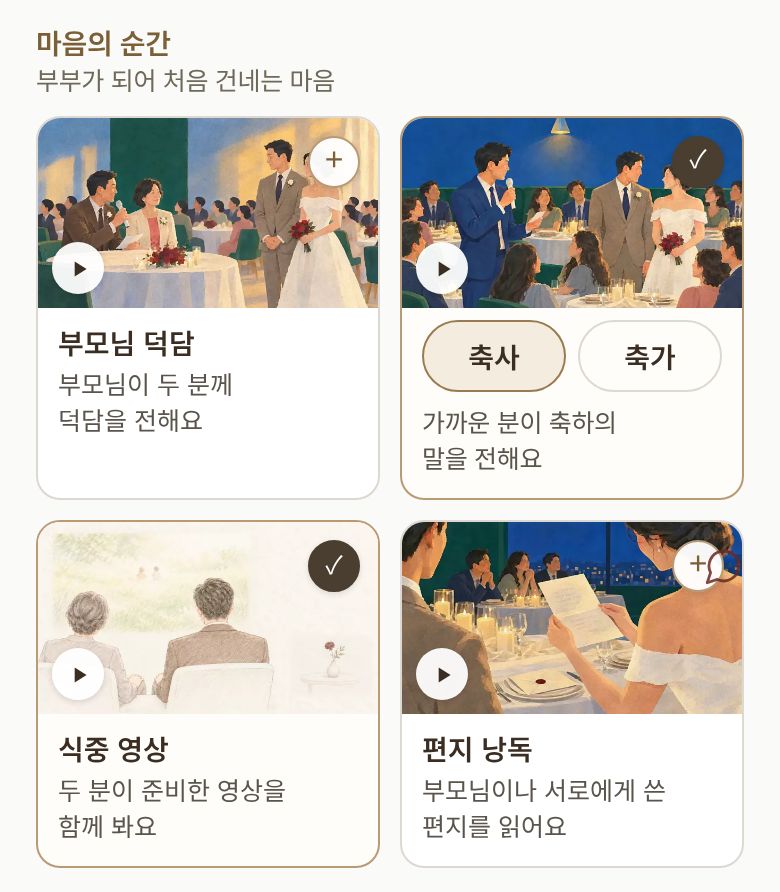 마음의 순간
부부가 되어 처음 건네는 마음
부모님 덕담
부모님이 두 분께
덕담을 전해요
축사
축가
가까운 분이 축하의
말을 전해요
식중 영상
두 분이 준비한 영상을
함께 봐요
편지 낭독
부모님이나 서로에게 쓴
편지를 읽어요